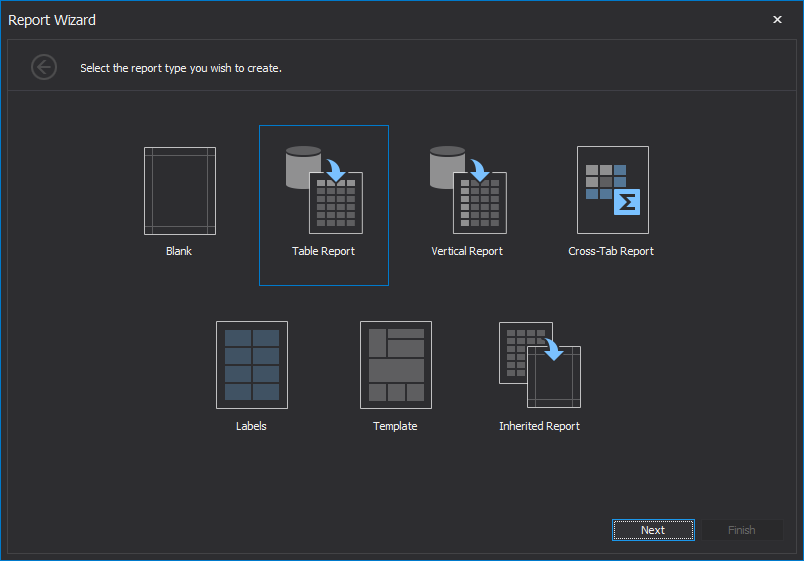 Report Wizard
Select the report type you wish to create.
Blank
Table Report
Vertical Report
Cross-Tab Report
Labels
Template
Inherited Report
Next
Finish